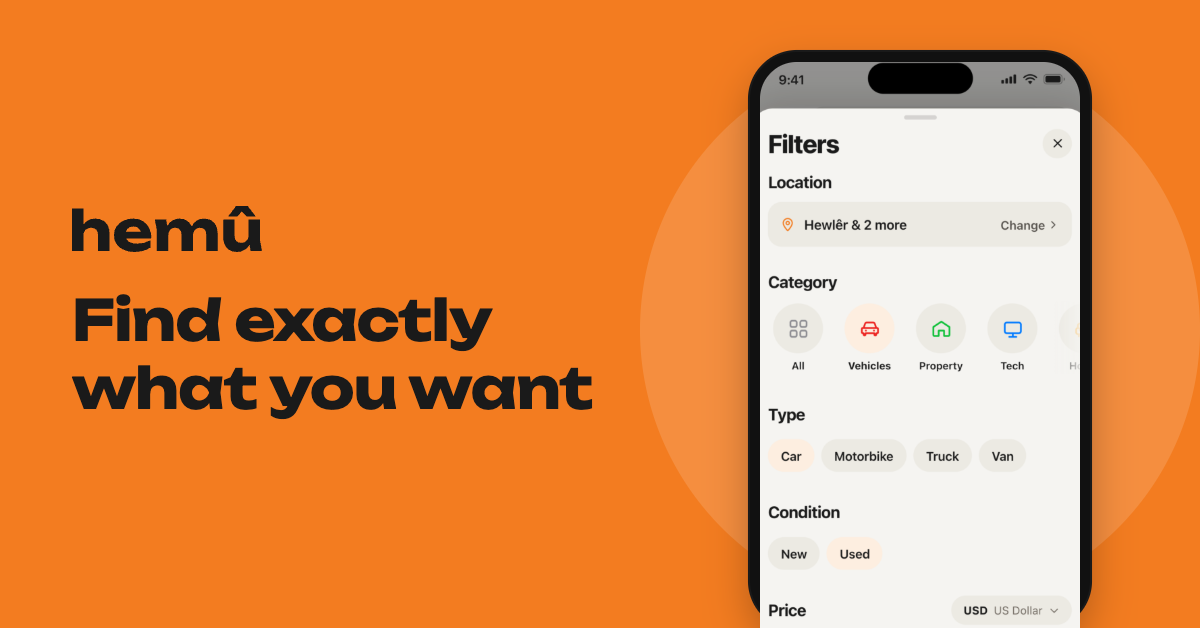 hemû
Find exactly
what you want
9:41
Filters
Location
Hewlêr & 2 more Change
Category
All Vehicles Property Tech
Type
Car Motorbike Truck Van
Condition
New Used
Price USD US Dollar